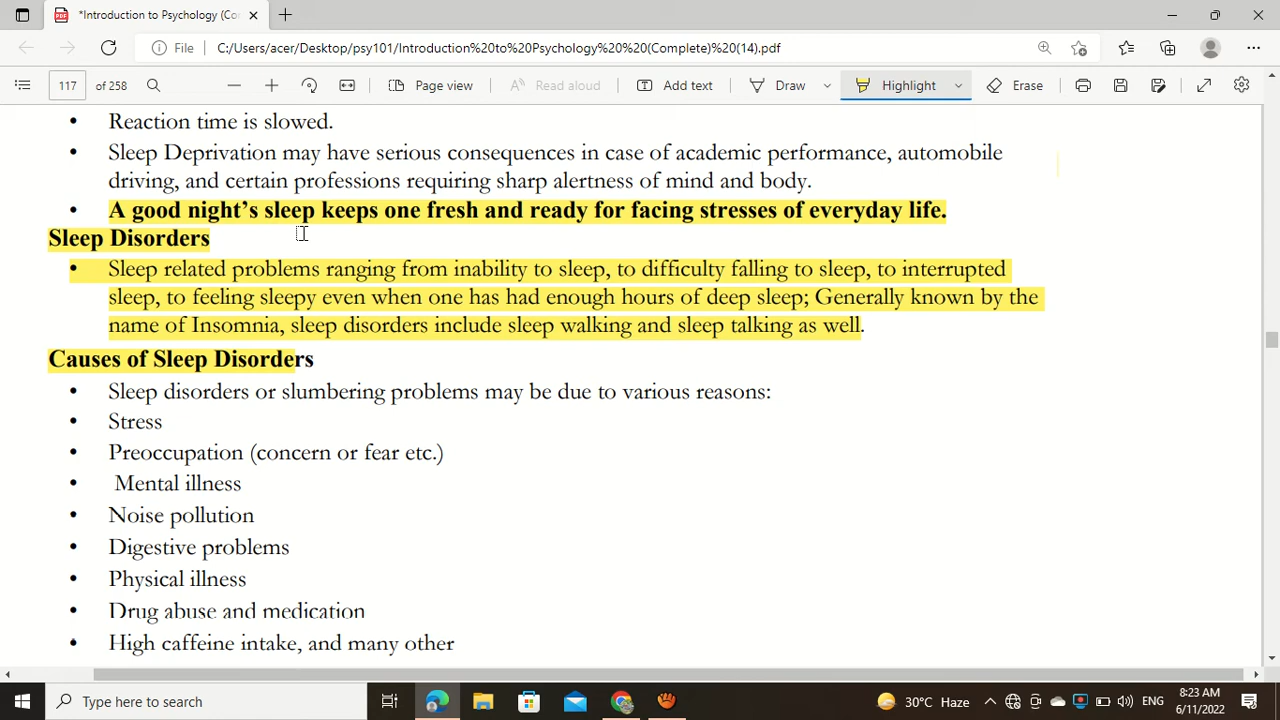 *Introduction to Psychology (Co
File C:/Users/acer/Desktop/psy101/Introduction%20to%20Psychology%20%20(Complete)%20(14).pdf
117 of 258 Page view Read aloud Add text Draw Highlight Erase
• Reaction time is slowed.
• Sleep Deprivation may have serious consequences in case of academic performance, automobile
driving, and certain professions requiring sharp alertness of mind and body.
• A good night’s sleep keeps one fresh and ready for facing stresses of everyday life.
Sleep Disorders
• Sleep related problems ranging from inability to sleep, to difficulty falling to sleep, to interrupted
sleep, to feeling sleepy even when one has had enough hours of deep sleep; Generally known by the
name of Insomnia, sleep disorders include sleep walking and sleep talking as well.
Causes of Sleep Disorders
• Sleep disorders or slumbering problems may be due to various reasons:
• Stress
• Preoccupation (concern or fear etc.)
• Mental illness
• Noise pollution
• Digestive problems
• Physical illness
• Drug abuse and medication
• High caffeine intake, and many other
Type here to search
30°C Haze
ENG
8:23 AM
6/11/2022